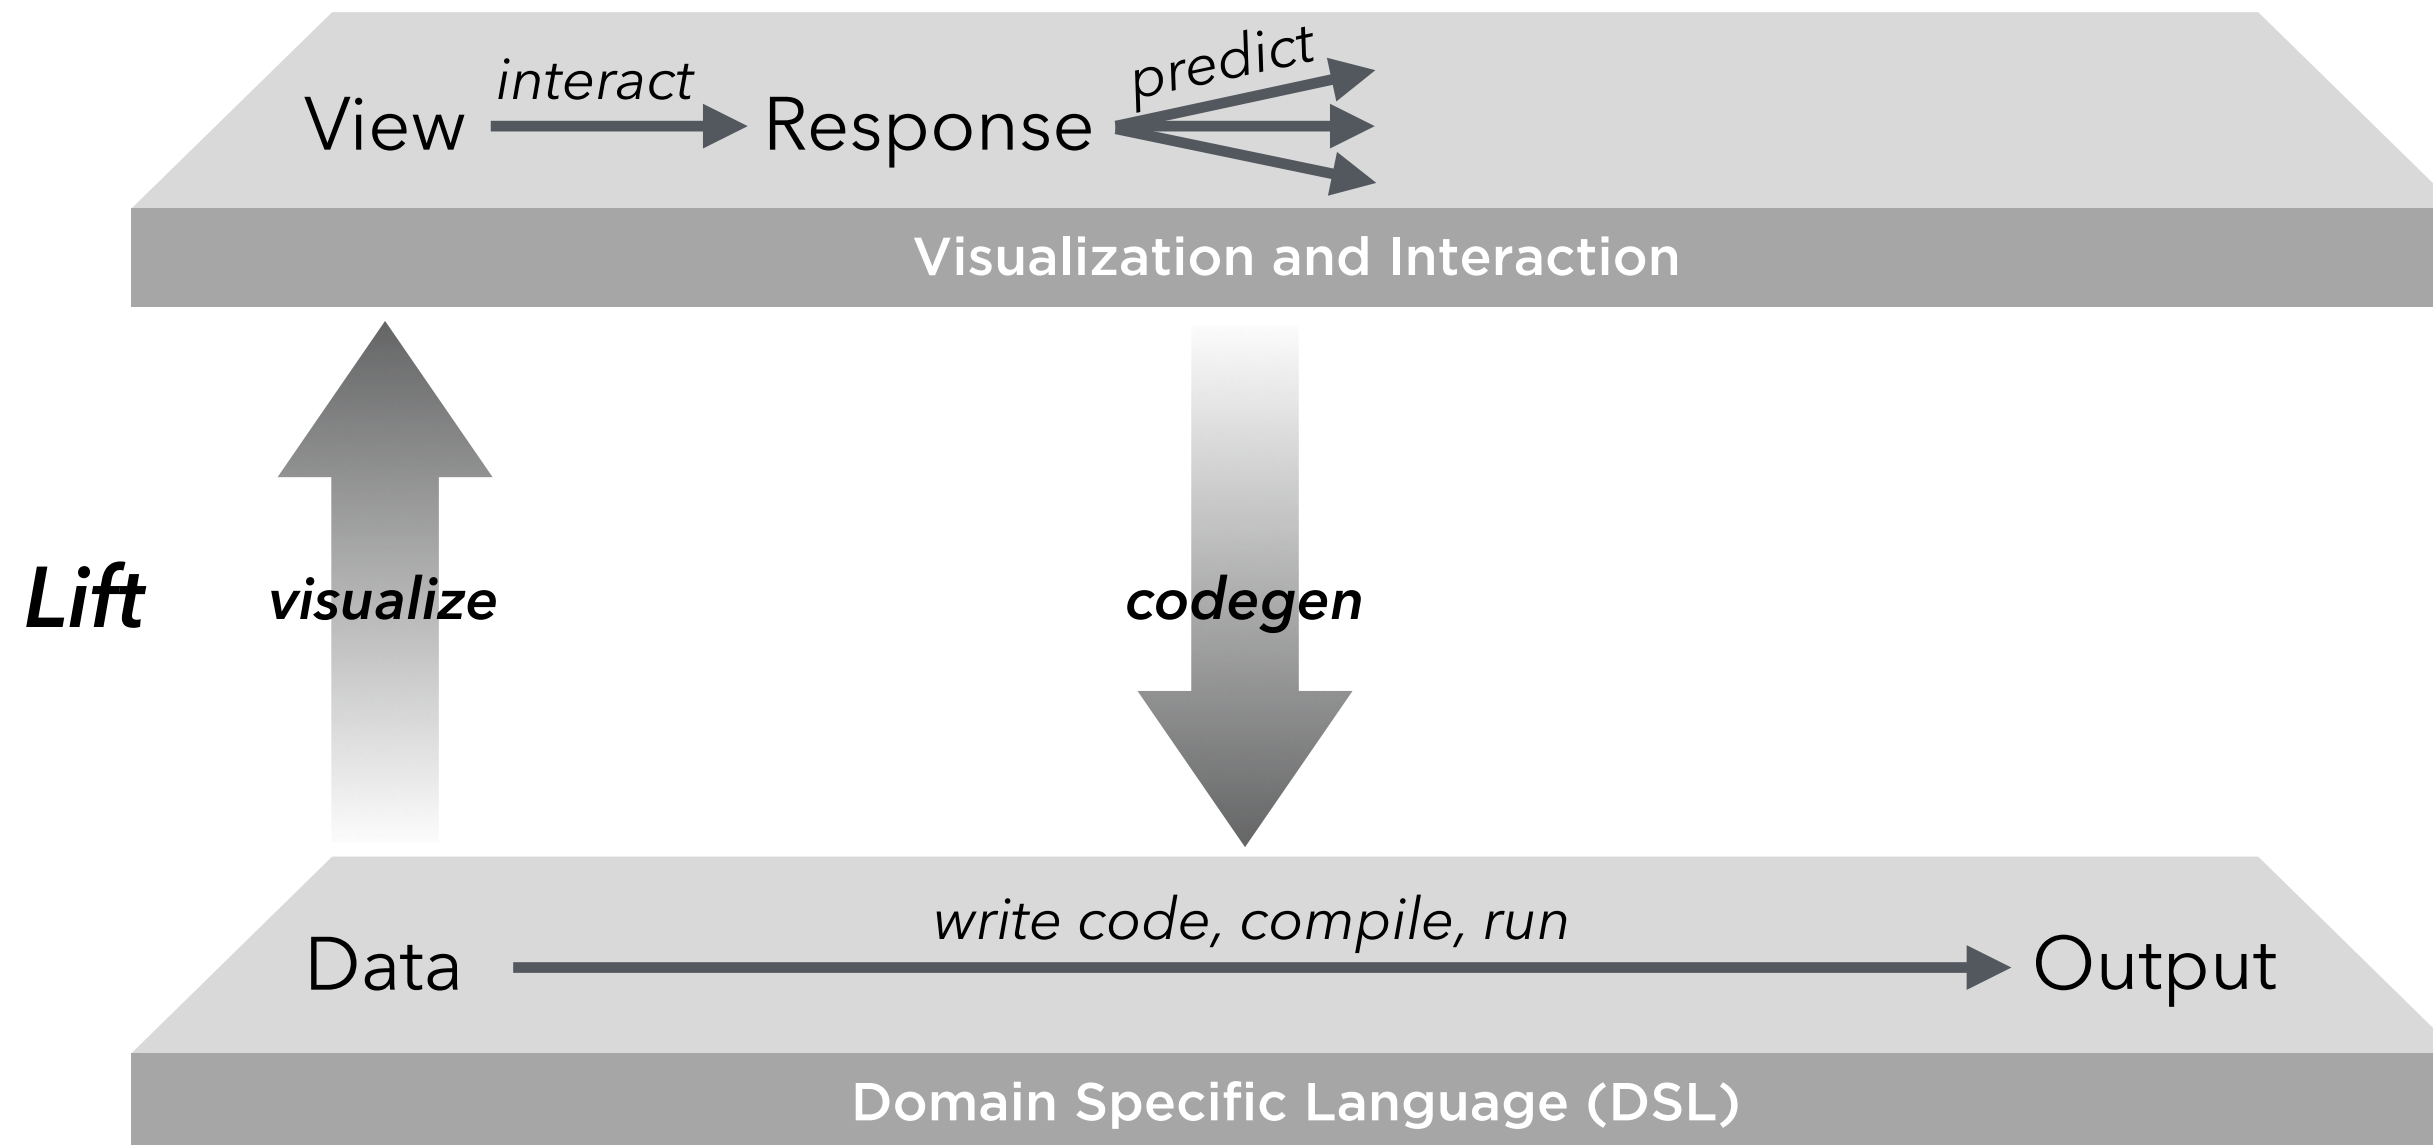 predict
interact
View
Response
Visualization and Interaction
Lift
visualize
codegen
write code, compile, run
Data
Output
Domain Specific Language (DSL)